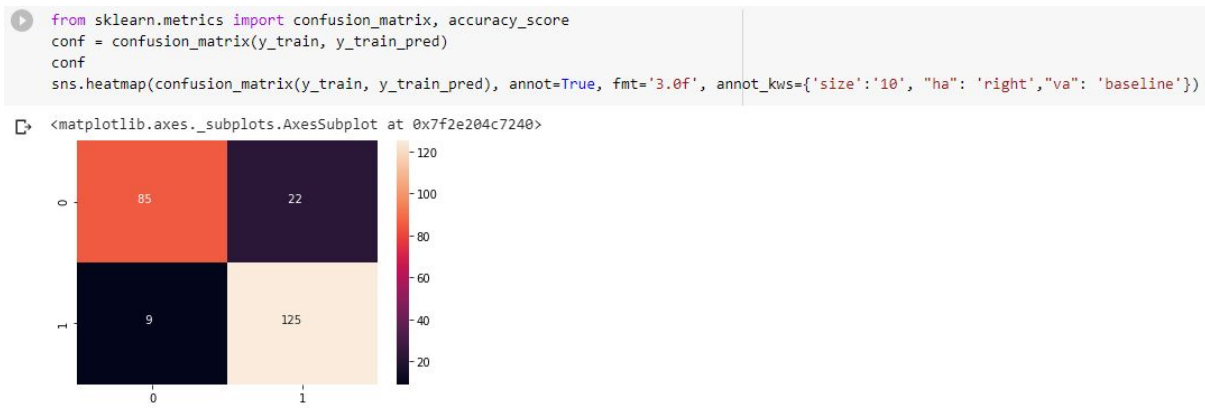 from sklearn.metrics import confusion_matrix, accuracy_score
conf = confusion_matrix(y_train, y_train_pred)
conf
sns.heatmap(confusion_matrix(y_train, y_train_pred), annot=True, fmt='3.0f', annot_kws={'size':'10', "ha": 'right',"va": 'baseline'})
<matplotlib.axes._subplots.AxesSubplot at 0x7f2e204c7240>
120
100
80
60
40
20
0
85
22
1
9
125
0
1